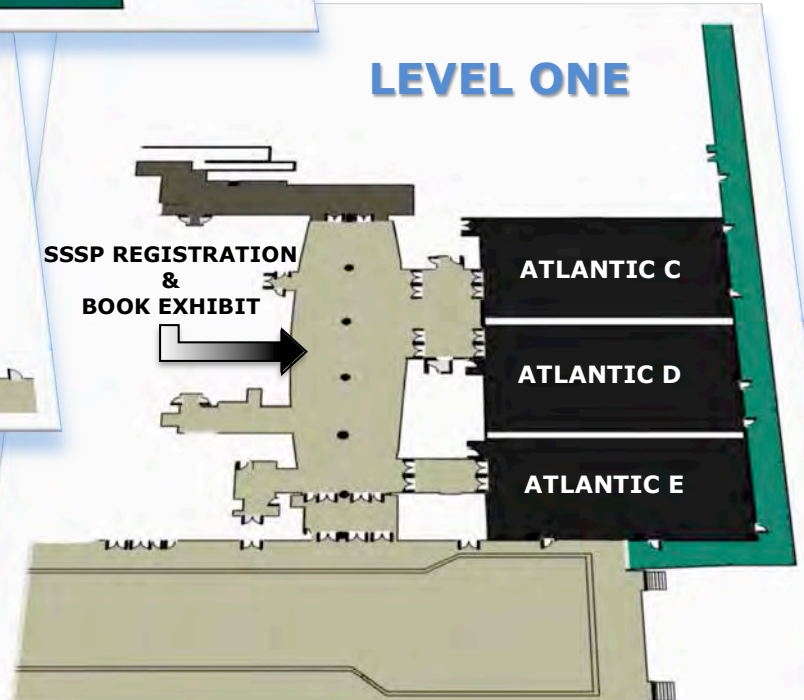 LEVEL ONE
SSSP REGISTRATION
&
BOOK EXHIBIT
ATLANTIC C
ATLANTIC D
ATLANTIC E